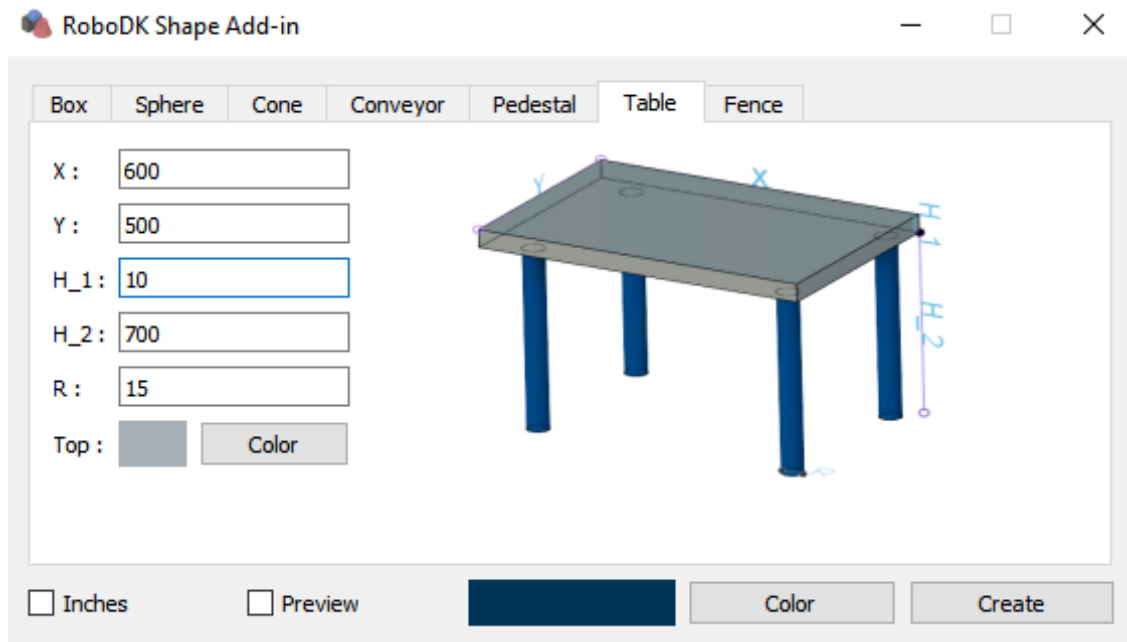 RoboDK Shape Add-in
Box Sphere Cone Conveyor Pedestal Table Fence
X : 600
Y : 500
H_1 : 10
H_2 : 700
R : 15
Top : Color
Y
X
H_1
H_2
R
Inches Preview Color Create